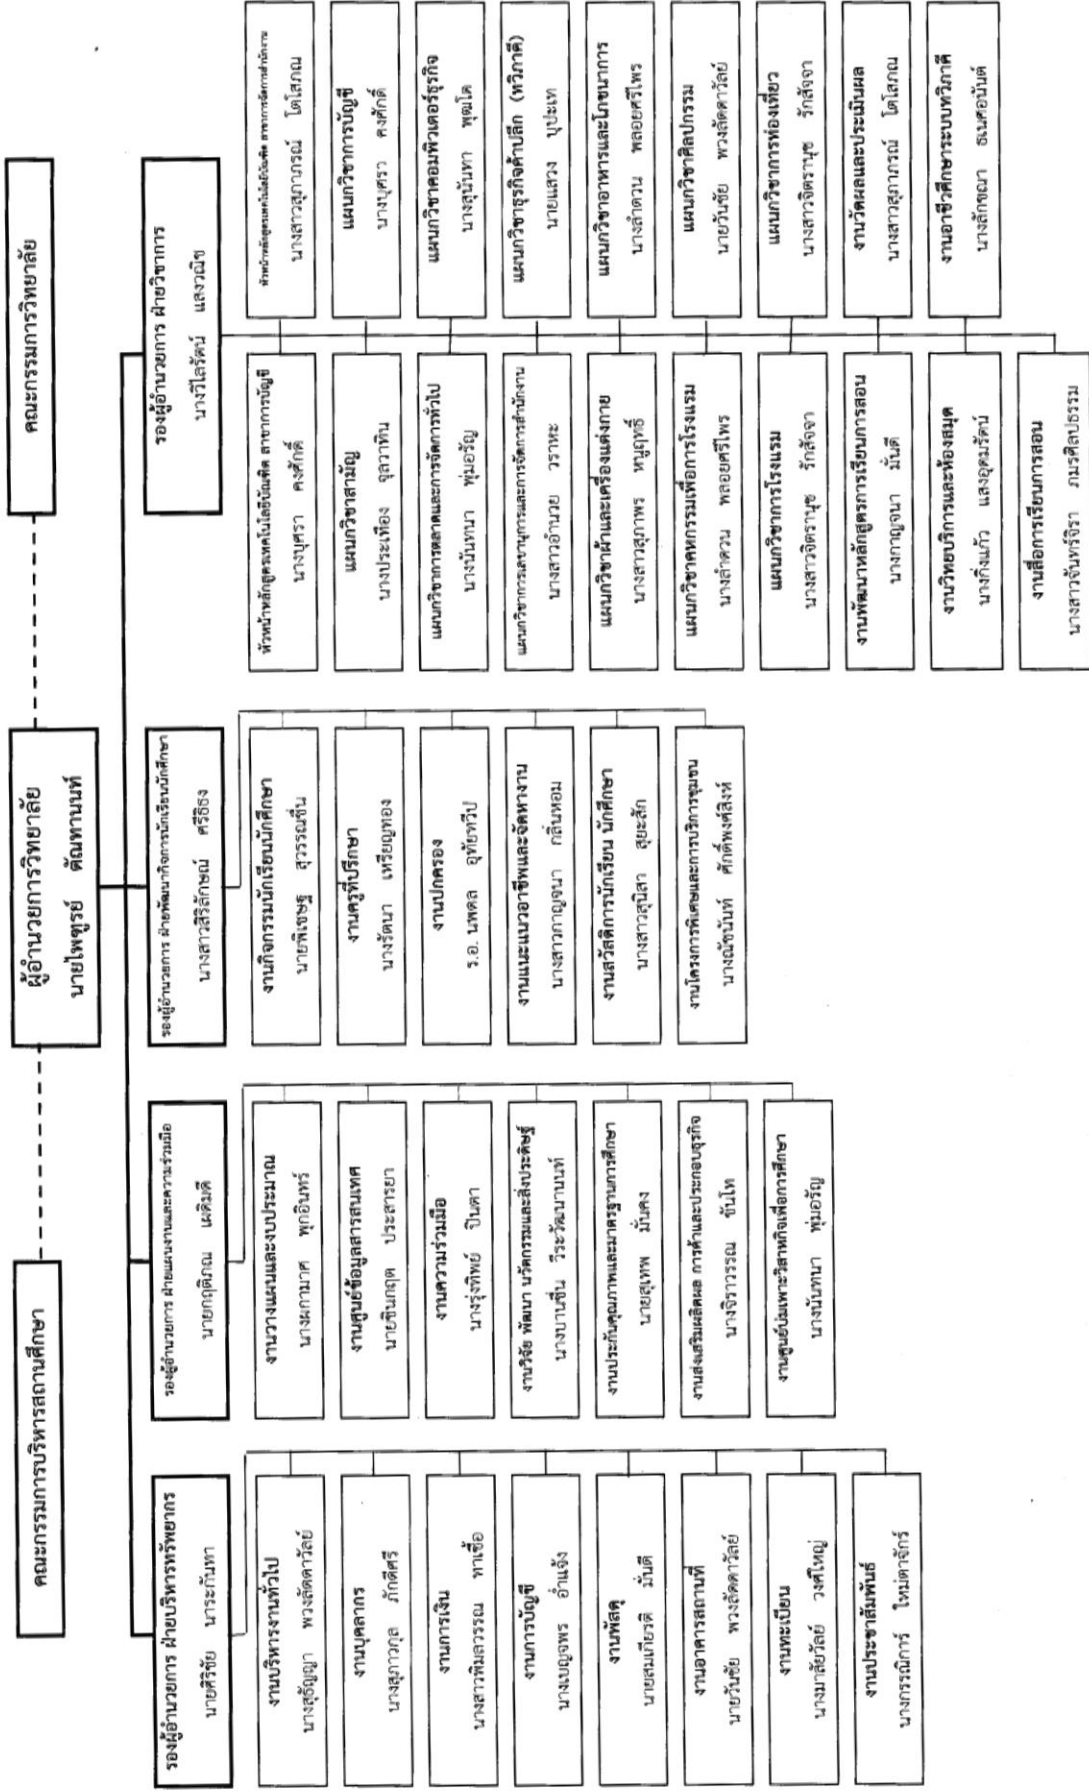 คณะกรรมการบริหารสถานศึกษา
ผู้อำนวยการวิทยาลัย
นายไพฑูรย์ ตัณฑานนท์
คณะกรรมการวิทยาลัย
รองผู้อำนวยการ ฝ่ายบริหารทรัพยากร
นายศิริชัย นาระกันทา
งานบริหารงานทั่วไป
นางสุธัญญา พวงลัดดาวัลย์
งานบุคลากร
นางสุภาวกุล ภักดีศรี
งานการเงิน
นางสาวพิมลวรรณ ทาเชื้อ
งานการบัญชี
นางเบญจพร อ่ำแจ้ง
งานพัสดุ
นายสมเกียรติ มั่นดี
งานอาคารสถานที่
นายวันชัย พวงลัดดาวัลย์
งานทะเบียน
นางมาลัยวัลย์ วงศ์ใหญ่
งานประชาสัมพันธ์
นางกรรณิการ์ ใหม่ตาจักร์
รองผู้อำนวยการ ฝ่ายแผนงานและความร่วมมือ
นายกฤติภณ เผดิมดี
งานวางแผนและงบประมาณ
นางผกามาศ พุกอินทร์
งานศูนย์ข้อมูลสารสนเทศ
นายชินกฤต ประสารยา
งานความร่วมมือ
นางรุ่งทิพย์ ปินตา
งานวิจัย พัฒนา นวัตกรรมและสิ่งประดิษฐ์
นางบานชื่น วีระวัฒนานนท์
งานประกันคุณภาพและมาตรฐานการศึกษา
นายสุเทพ มั่นคง
งานส่งเสริมผลิตผล การค้าและประกอบธุรกิจ
นางจิราวรรณ ขันโท
งานศูนย์บ่มเพาะวิสาหกิจเพื่อการศึกษา
นางนันทนา พุ่มอรัญ
รองผู้อำนวยการ ฝ่ายพัฒนากิจการนักเรียนนักศึกษา
นางสาวสิริลักษณ์ ศรีธิธง
งานกิจกรรมนักเรียนนักศึกษา
นายพิเชษฐ สุวรรณชื่น
งานครูที่ปรึกษา
นางรัตนา เหรียญทอง
งานปกครอง
ร.อ. นพดล อุทัยทวีป
งานแนะแนวอาชีพและจัดหางาน
นางสาวกาญจนา กลิ่นหอม
งานสวัสดิการนักเรียน นักศึกษา
นางสาวสุนิสา สุยะสัก
งานโครงการพิเศษและการบริการชุมชน
นางณัชนันท์ ศักดิ์พงศ์สิงห์
รองผู้อำนวยการ ฝ่ายวิชาการ
นางวิไลรัตน์ แสงวณิช
หัวหน้าหลักสูตรเทคโนโลยีบัณฑิต สาขาการบัญชี
นางบุศรา คงศักดิ์
หัวหน้าหลักสูตรเทคโนโลยีบัณฑิต สาขาการจัดการสำนักงาน
นางสาวสุภาภรณ์ โตโสภณ
แผนกวิชาสามัญ
นางประเทือง จุลวาทิน
แผนกวิชาการบัญชี
นางบุศรา คงศักดิ์
แผนกวิชาการตลาดและการจัดการทั่วไป
นางนันทนา พุ่มอรัญ
แผนกวิชาคอมพิวเตอร์ธุรกิจ
นางสุนันทา พุฒโต
แผนกวิชาการเลขานุการและการจัดการสำนักงาน
นางสาวอำนวย วราหะ
แผนกวิชาธุรกิจค้าปลีก (ทวิภาคี)
นายแสวง บุปะเท
แผนกวิชาผ้าและเครื่องแต่งกาย
นางสาวสุภาพร หนูฤทธิ์
แผนกวิชาอาหารและโภชนาการ
นางลำดวน พลอยศรีไพร
แผนกวิชาคหกรรมเพื่อการโรงแรม
นางลำดวน พลอยศรีไพร
แผนกวิชาศิลปกรรม
นายวันชัย พวงลัดดาวัลย์
แผนกวิชาการโรงแรม
นางสาวจิตรานุช รักสัจจา
แผนกวิชาการท่องเที่ยว
นางสาวจิตรานุช รักสัจจา
งานพัฒนาหลักสูตรการเรียนการสอน
นางกาญจนา มั่นดี
งานวัดผลและประเมินผล
นางสาวสุภาภรณ์ โตโสภณ
งานวิทยบริการและห้องสมุด
นางกิ่งแก้ว แสงอุดมรัตน์
งานอาชีวศึกษาระบบทวิภาคี
นางลักขณา ธเนศอนันต์
งานสื่อการเรียนการสอน
นางสาวจันทร์จิรา ภมรศิลปธรรม